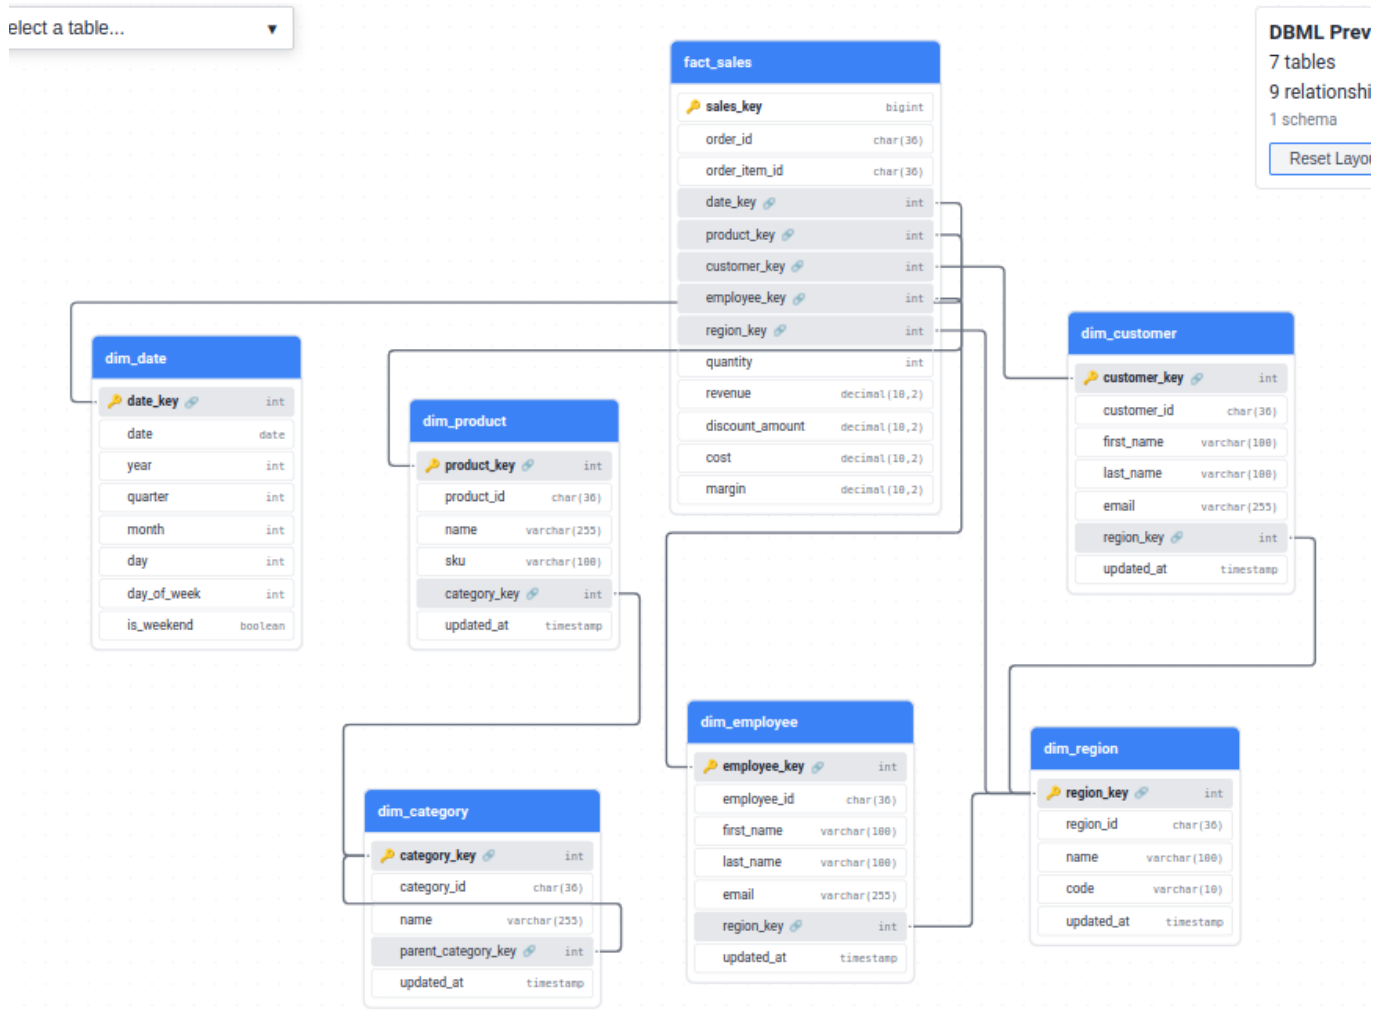 elect a table... ▼
DBML Prev
7 tables
9 relationshi
1 schema
Reset Layou
fact_sales
sales_key bigint
order_id char(36)
order_item_id char(36)
date_key int
product_key int
customer_key int
employee_key int
region_key int
quantity int
revenue decimal(10,2)
discount_amount decimal(10,2)
cost decimal(10,2)
margin decimal(10,2)
dim_date
date_key int
date date
year int
quarter int
month int
day int
day_of_week int
is_weekend boolean
dim_product
product_key int
product_id char(36)
name varchar(255)
sku varchar(100)
category_key int
updated_at timestamp
dim_customer
customer_key int
customer_id char(36)
first_name varchar(100)
last_name varchar(100)
email varchar(255)
region_key int
updated_at timestamp
dim_category
category_key int
category_id char(36)
name varchar(255)
parent_category_key int
updated_at timestamp
dim_employee
employee_key int
employee_id char(36)
first_name varchar(100)
last_name varchar(100)
email varchar(255)
region_key int
updated_at timestamp
dim_region
region_key int
region_id char(36)
name varchar(100)
code varchar(10)
updated_at timestamp